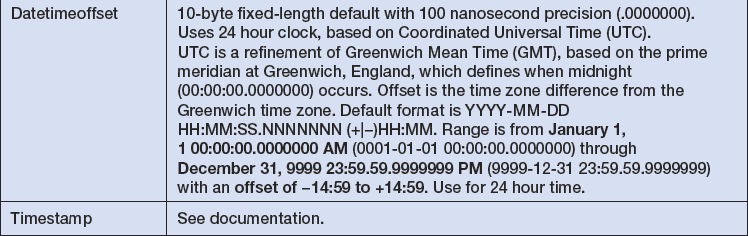 Datetimeoffset 10-byte fixed-length default with 100 nanosecond precision (.0000000).
Uses 24 hour clock, based on Coordinated Universal Time (UTC).
UTC is a refinement of Greenwich Mean Time (GMT), based on the prime
meridian at Greenwich, England, which defines when midnight
(00:00:00.0000000) occurs. Offset is the time zone difference from the
Greenwich time zone. Default format is YYYY-MM-DD
HH:MM:SS.NNNNNNN (+|–)HH:MM. Range is from January 1,
1 00:00:00.0000000 AM (0001-01-01 00:00:00.0000000) through
December 31, 9999 23:59.59.9999999 PM (9999-12-31 23:59.59.9999999)
with an offset of –14:59 to +14:59. Use for 24 hour time.
Timestamp See documentation.